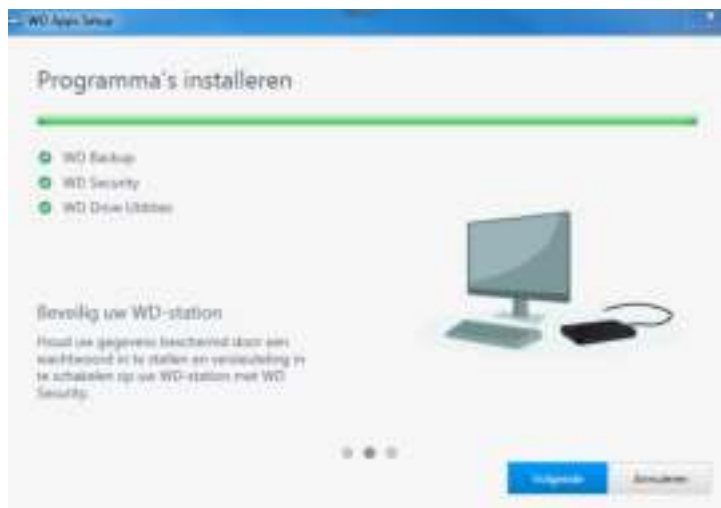 WD Apps Setup
Programma's installeren
WD Backup
WD Security
WD Drive Utilities
Beveilig uw WD-station
Houd uw gegevens beschermd door een
wachtwoord in te stellen en versleuteling in
te schakelen op uw WD-station met WD
Security.
Volgende
Annuleren